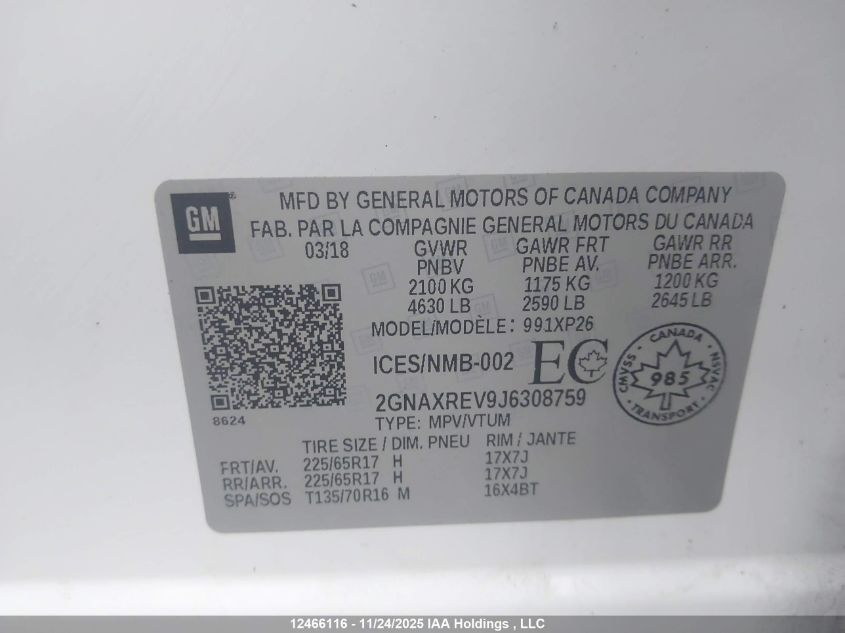 GM
MFD BY GENERAL MOTORS OF CANADA COMPANY
FAB. PAR LA COMPAGNIE GENERAL MOTORS DU CANADA
03/18 GVWR GAWR FRT GAWR RR
PNBV PNBE AV. PNBE ARR.
2100 KG 1175 KG 1200 KG
4630 LB 2590 LB 2645 LB
MODEL/MODÈLE: 991XP26
ICES/NMB-002 EC
CANADA
CMVSS 985 NSVAC
TRANSPORT
2GNAXREV9J6308759
8624
TYPE: MPV/VTUM
TIRE SIZE / DIM. PNEU RIM / JANTE
FRT/AV. 225/65R17 H 17X7J
RR/ARR. 225/65R17 H 17X7J
SPA/SOS T135/70R16 M 16X4BT
12466116 - 11/24/2025 IAA Holdings , LLC